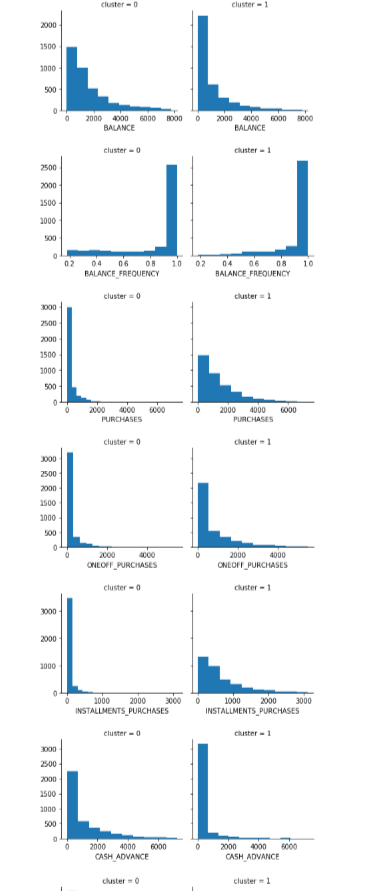 cluster = 0 cluster = 1
2000
1500
1000
500
0
0 2000 4000 6000 8000 0 2000 4000 6000 8000
BALANCE BALANCE
cluster = 0 cluster = 1
2500
2000
1500
1000
500
0
0.2 0.4 0.6 0.8 1.0 0.2 0.4 0.6 0.8 1.0
BALANCE_FREQUENCY BALANCE_FREQUENCY
cluster = 0 cluster = 1
3000
2500
2000
1500
1000
500
0
0 2000 4000 6000 0 2000 4000 6000
PURCHASES PURCHASES
cluster = 0 cluster = 1
3000
2500
2000
1500
1000
500
0
0 2000 4000 0 2000 4000
ONEOFF_PURCHASES ONEOFF_PURCHASES
cluster = 0 cluster = 1
3000
2000
1000
0
0 1000 2000 3000 0 1000 2000 3000
INSTALLMENTS_PURCHASES INSTALLMENTS_PURCHASES
cluster = 0 cluster = 1
3000
2500
2000
1500
1000
500
0
0 2000 4000 6000 0 2000 4000 6000
CASH_ADVANCE CASH_ADVANCE
cluster = 0 cluster = 1